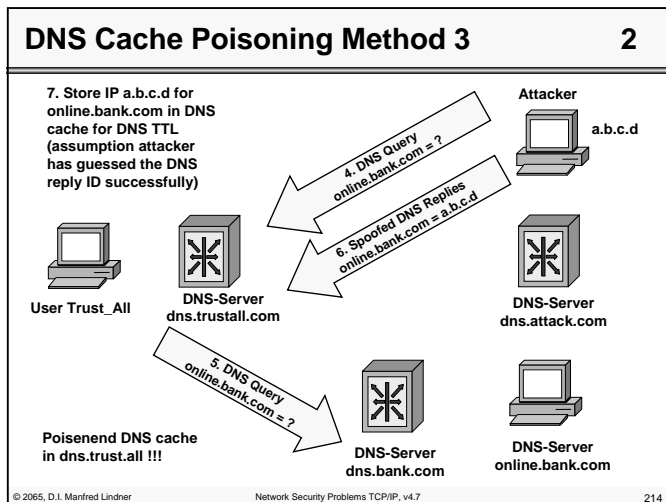 DNS Cache Poisoning Method 3 2
7. Store IP a.b.c.d for
online.bank.com in DNS
cache for DNS TTL
(assumption attacker
has guessed the DNS
reply ID successfully)
Attacker
a.b.c.d
4. DNS Query
online.bank.com = ?
6. Spoofed DNS Replies
online.bank.com = a.b.c.d
User Trust_All
DNS-Server
dns.trustall.com
DNS-Server
dns.attack.com
5. DNS Query
online.bank.com = ?
Poisenend DNS cache
in dns.trust.all !!!
DNS-Server
dns.bank.com
DNS-Server
online.bank.com
© 2065, D.I. Manfred Lindner
Network Security Problems TCP/IP, v4.7
214